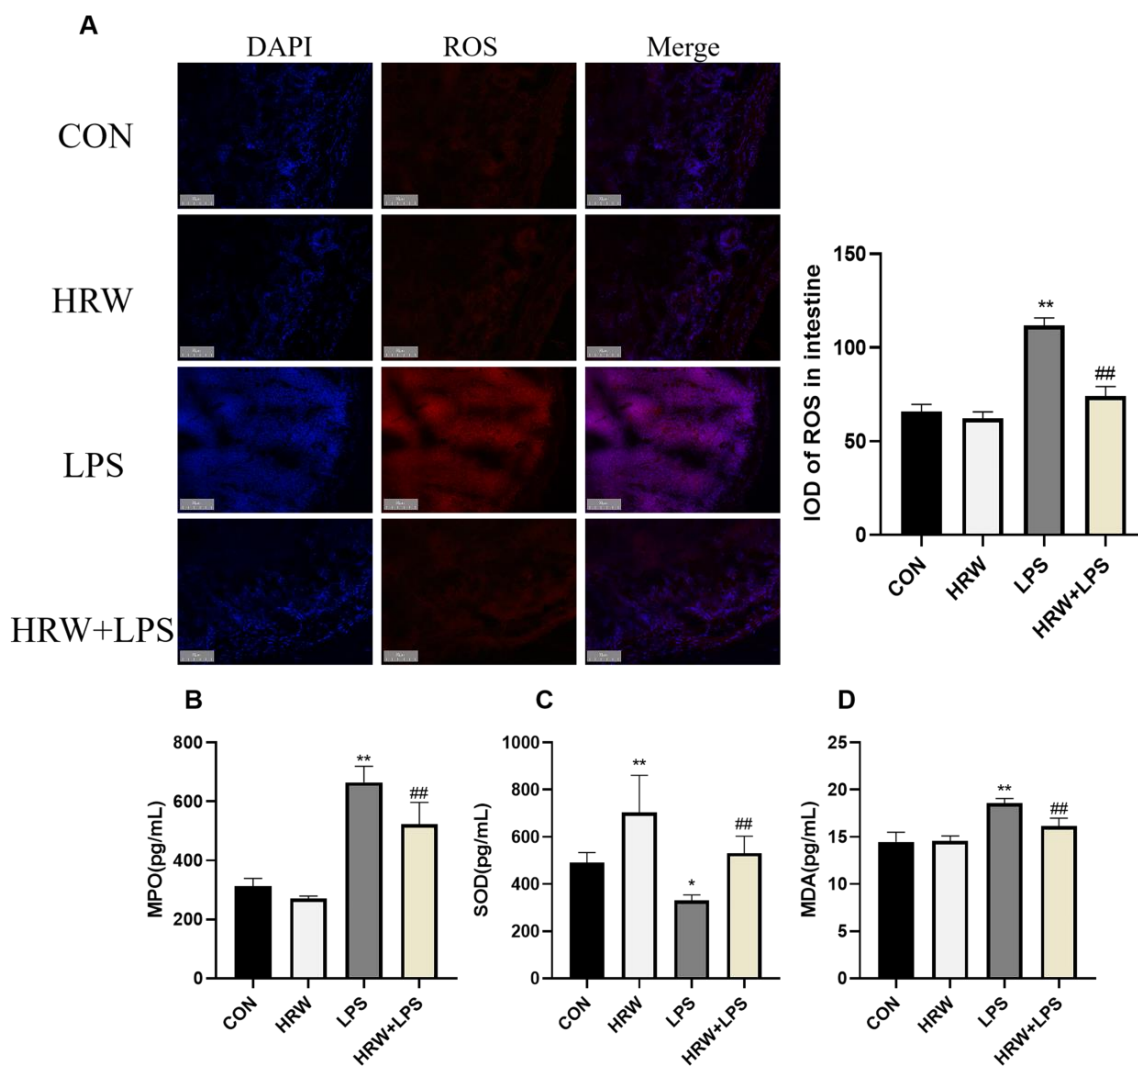 A
DAPI ROS Merge
CON
HRW
LPS
HRW+LPS
150
100
50
0
IOD of ROS in intestine
**
##
CON HRW LPS HRW+LPS
B
800
600
400
200
0
MPO(pg/mL)
**
##
CON HRW LPS HRW+LPS
C
1000
800
600
400
200
0
SOD(pg/mL)
**
*
##
CON HRW LPS HRW+LPS
D
25
20
15
10
5
0
MDA(pg/mL)
**
##
CON HRW LPS HRW+LPS